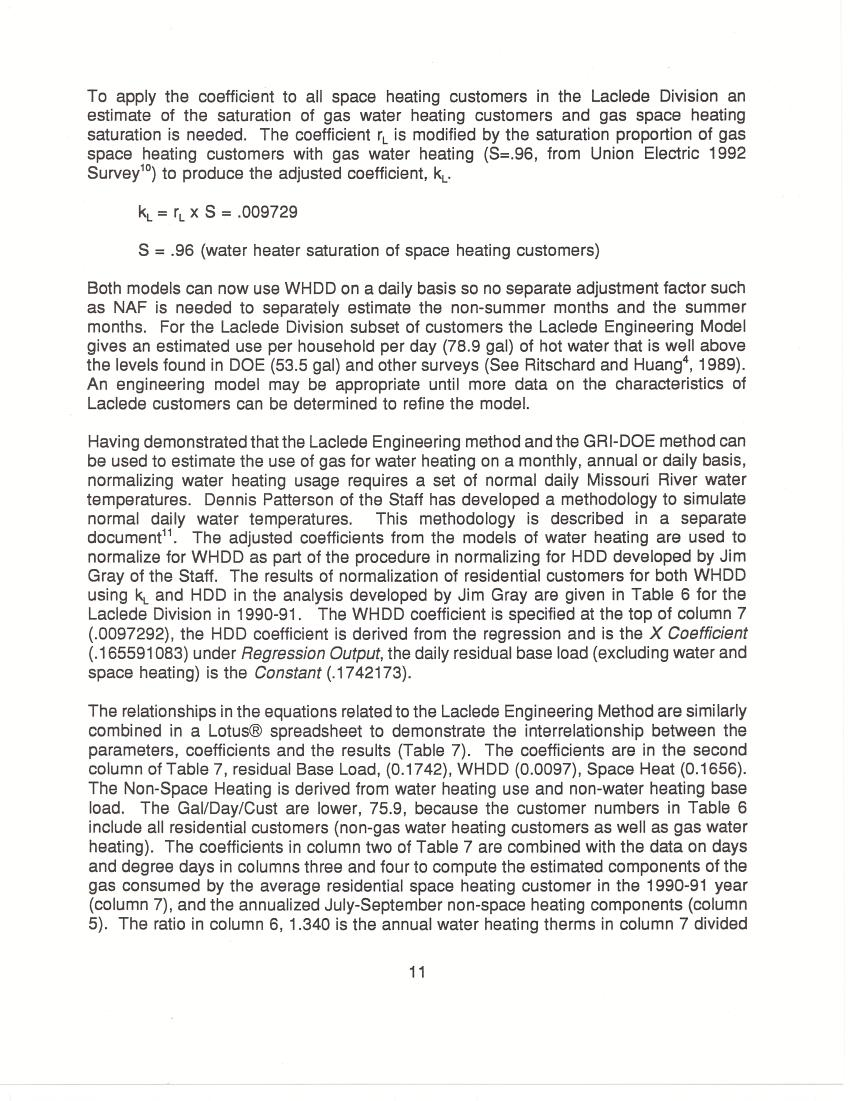 To apply the coefficient to all space heating customers in the Laclede Division an
estimate of the saturation of gas water heating customers and gas space heating
saturation is needed. The coefficient rL is modified by the saturation proportion of gas
space heating customers with gas water heating (S=.96, from Union Electric 1992
Survey¹⁰) to produce the adjusted coefficient, kL.
kL = rL x S = .009729
S = .96 (water heater saturation of space heating customers)
Both models can now use WHDD on a daily basis so no separate adjustment factor such
as NAF is needed to separately estimate the non-summer months and the summer
months. For the Laclede Division subset of customers the Laclede Engineering Model
gives an estimated use per household per day (78.9 gal) of hot water that is well above
the levels found in DOE (53.5 gal) and other surveys (See Ritschard and Huang⁴, 1989).
An engineering model may be appropriate until more data on the characteristics of
Laclede customers can be determined to refine the model.
Having demonstrated that the Laclede Engineering method and the GRI-DOE method can
be used to estimate the use of gas for water heating on a monthly, annual or daily basis,
normalizing water heating usage requires a set of normal daily Missouri River water
temperatures. Dennis Patterson of the Staff has developed a methodology to simulate
normal daily water temperatures. This methodology is described in a separate
document¹¹. The adjusted coefficients from the models of water heating are used to
normalize for WHDD as part of the procedure in normalizing for HDD developed by Jim
Gray of the Staff. The results of normalization of residential customers for both WHDD
using kL and HDD in the analysis developed by Jim Gray are given in Table 6 for the
Laclede Division in 1990-91. The WHDD coefficient is specified at the top of column 7
(.0097292), the HDD coefficient is derived from the regression and is the X Coefficient
(.165591083) under Regression Output, the daily residual base load (excluding water and
space heating) is the Constant (.1742173).
The relationships in the equations related to the Laclede Engineering Method are similarly
combined in a Lotus® spreadsheet to demonstrate the interrelationship between the
parameters, coefficients and the results (Table 7). The coefficients are in the second
column of Table 7, residual Base Load, (0.1742), WHDD (0.0097), Space Heat (0.1656).
The Non-Space Heating is derived from water heating use and non-water heating base
load. The Gal/Day/Cust are lower, 75.9, because the customer numbers in Table 6
include all residential customers (non-gas water heating customers as well as gas water
heating). The coefficients in column two of Table 7 are combined with the data on days
and degree days in columns three and four to compute the estimated components of the
gas consumed by the average residential space heating customer in the 1990-91 year
(column 7), and the annualized July-September non-space heating components (column
5). The ratio in column 6, 1.340 is the annual water heating therms in column 7 divided
11